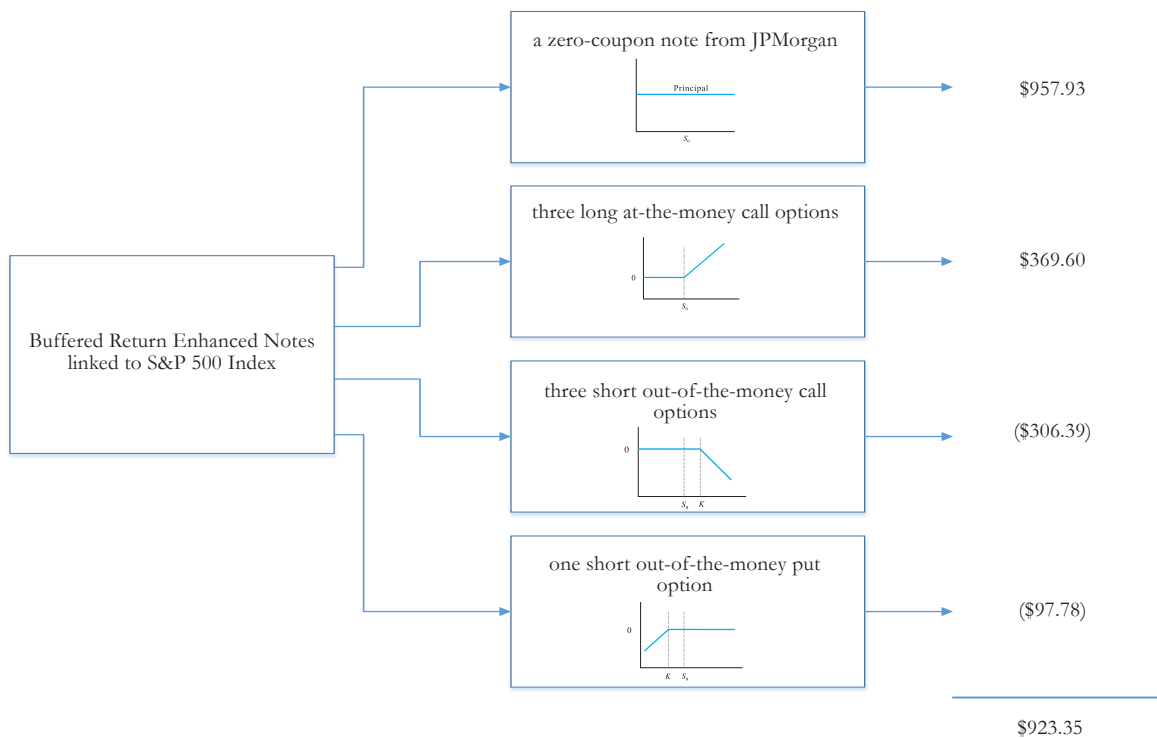 a zero-coupon note from JPMorgan
Principal
S₀
$957.93
three long at-the-money call options
0
S₀
$369.60
Buffered Return Enhanced Notes
linked to S&P 500 Index
three short out-of-the-money call
options
0
S₀ K
($306.39)
one short out-of-the-money put
option
0
K S₀
($97.78)
$923.35